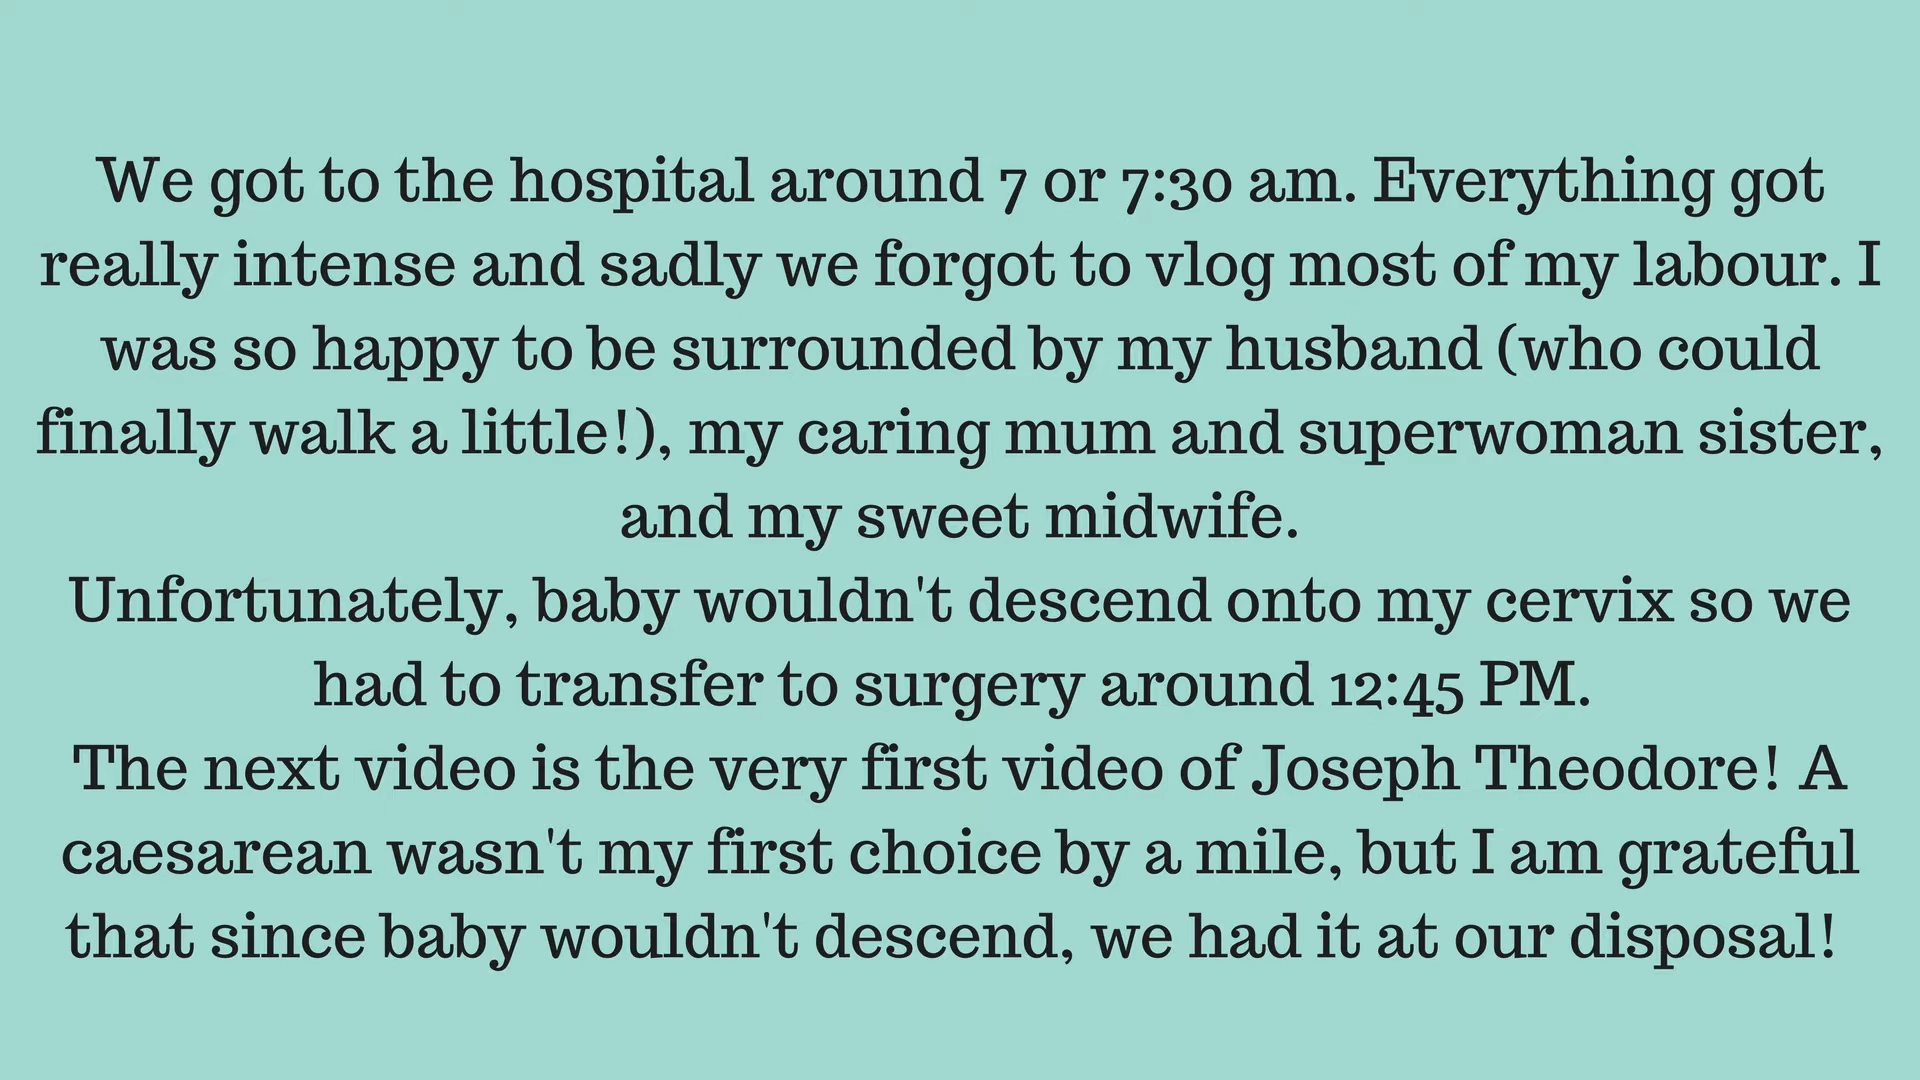 We got to the hospital around 7 or 7:30 am. Everything got
really intense and sadly we forgot to vlog most of my labour. I
was so happy to be surrounded by my husband (who could
finally walk a little!), my caring mum and superwoman sister,
and my sweet midwife.
Unfortunately, baby wouldn't descend onto my cervix so we
had to transfer to surgery around 12:45 PM.
The next video is the very first video of Joseph Theodore! A
caesarean wasn't my first choice by a mile, but I am grateful
that since baby wouldn't descend, we had it at our disposal!